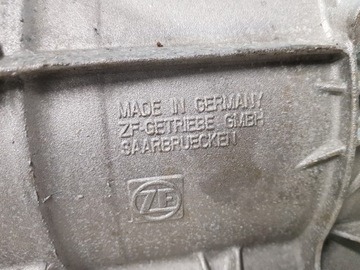 MADE IN GERMANY
ZF-GETRIEBE GMBH
SAARBRUECKEN
ZF